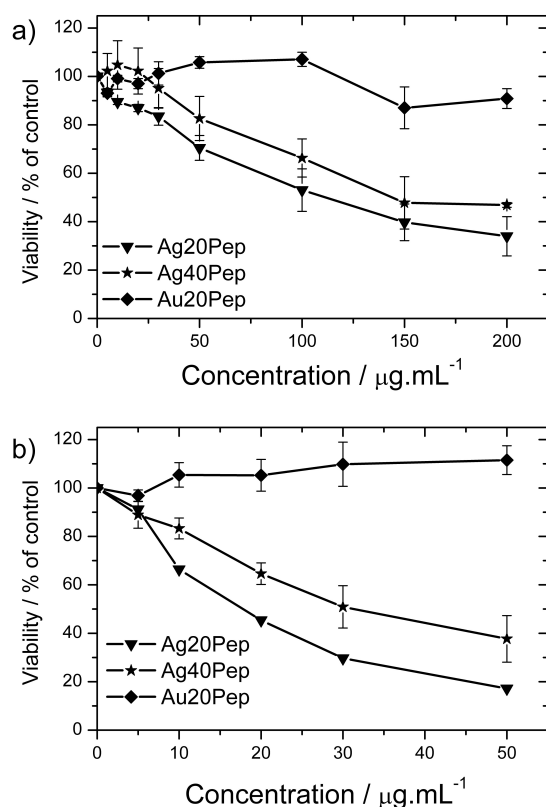 a)
120
100
80
60
40
20
0
Viability / % of control
Ag20Pep
Ag40Pep
Au20Pep
0 50 100 150 200
Concentration / μg.mL⁻¹
b)
120
100
80
60
40
20
0
Viability / % of control
Ag20Pep
Ag40Pep
Au20Pep
0 10 20 30 40 50
Concentration / μg.mL⁻¹